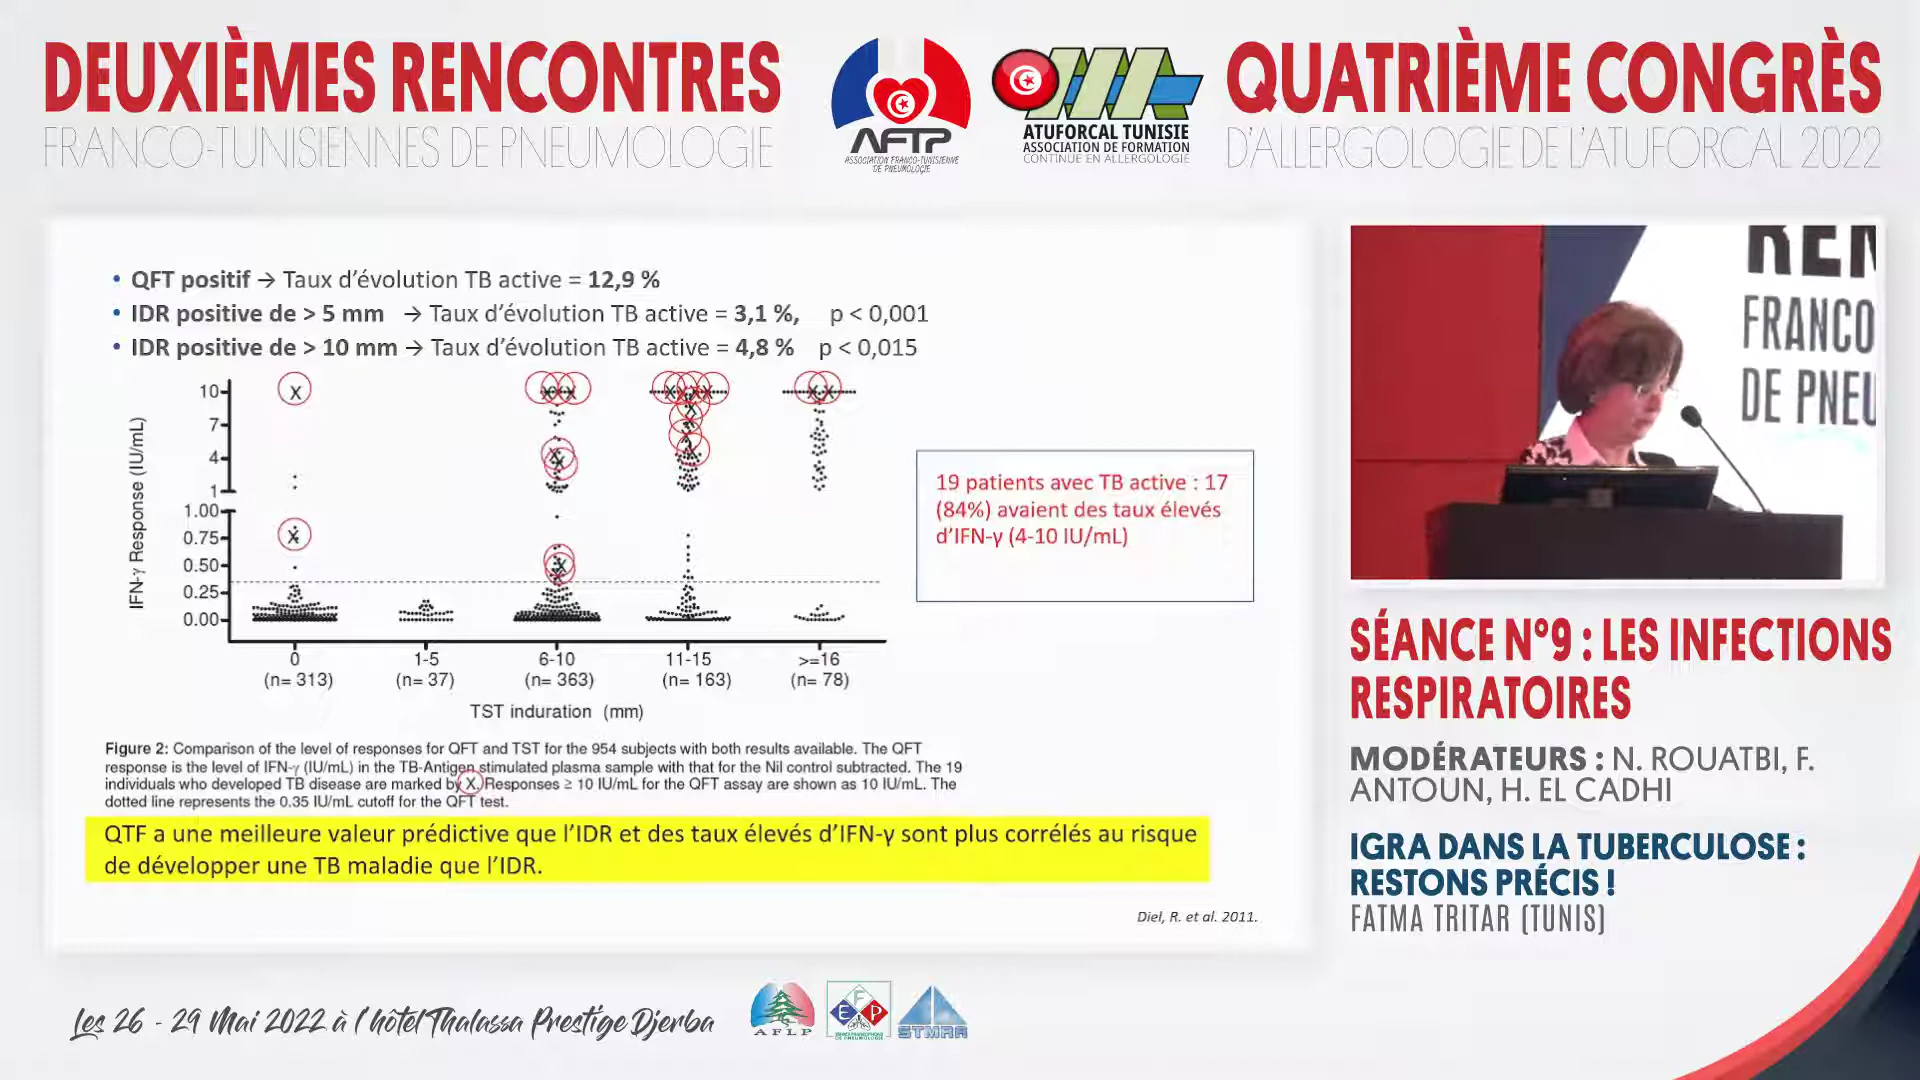 DEUXIÈMES RENCONTRES
FRANCO-TUNISIENNES DE PNEUMOLOGIE
AFTP
ASSOCIATION FRANCO-TUNISIENNE
DE PNEUMOLOGIE
ATUFORCAL TUNISIE
ASSOCIATION DE FORMATION
CONTINUE EN ALLERGOLOGIE
QUATRIÈME CONGRÈS
D'ALLERGOLOGIE DE L'ATUFORCAL 2022
• QFT positif → Taux d'évolution TB active = 12,9 %
• IDR positive de > 5 mm → Taux d'évolution TB active = 3,1 %, p < 0,001
• IDR positive de > 10 mm → Taux d'évolution TB active = 4,8 % p < 0,015
IFN-γ Response (IU/mL)
10
7
4
1
1.00
0.75
0.50
0.25
0.00
0 1-5 6-10 11-15 >=16
(n= 313) (n= 37) (n= 363) (n= 163) (n= 78)
TST induration (mm)
19 patients avec TB active : 17
(84%) avaient des taux élevés
d'IFN-γ (4-10 IU/mL)
Figure 2: Comparison of the level of responses for QFT and TST for the 954 subjects with both results available. The QFT
response is the level of IFN-γ (IU/mL) in the TB-Antigen stimulated plasma sample with that for the Nil control subtracted. The 19
individuals who developed TB disease are marked by X. Responses ≥ 10 IU/mL for the QFT assay are shown as 10 IU/mL. The
dotted line represents the 0.35 IU/mL cutoff for the QFT test.
QTF a une meilleure valeur prédictive que l'IDR et des taux élevés d'IFN-γ sont plus corrélés au risque
de développer une TB maladie que l'IDR.
Diel, R. et al. 2011.
REN
FRANCO
DE PNEU
SÉANCE N°9 : LES INFECTIONS
RESPIRATOIRES
MODÉRATEURS : N. ROUATBI, F.
ANTOUN, H. EL CADHI
IGRA DANS LA TUBERCULOSE :
RESTONS PRÉCIS !
FATMA TRITAR (TUNIS)
Les 26 - 29 Mai 2022 à l'hôtel Thalassa Prestige Djerba
AFLP
EFP
ESPACE FRANCOPHONE
DE PNEUMOLOGIE
STMRA